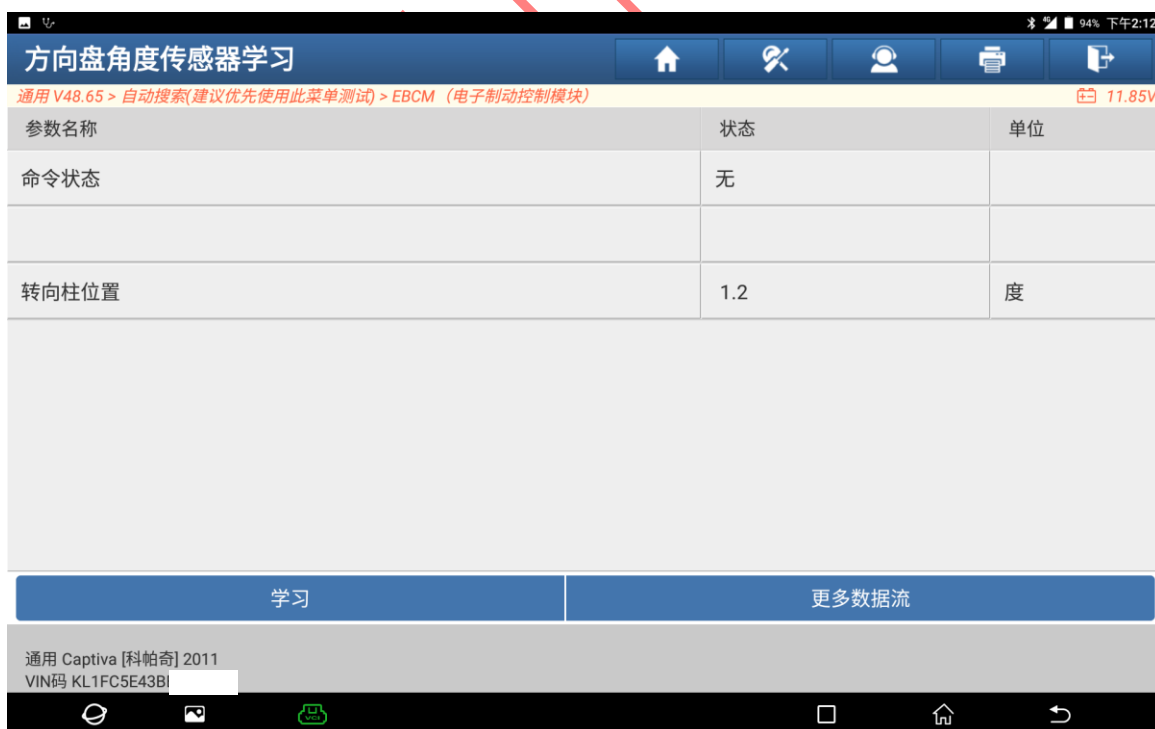 46 94% 下午2:12
方向盘角度传感器学习
通用 V48.65 > 自动搜索(建议优先使用此菜单测试) > EBCM（电子制动控制模块） 11.85V
参数名称 状态 单位
命令状态 无
转向柱位置 1.2 度
学习 更多数据流
通用 Captiva [科帕奇] 2011
VIN码 KL1FC5E43B
VCI